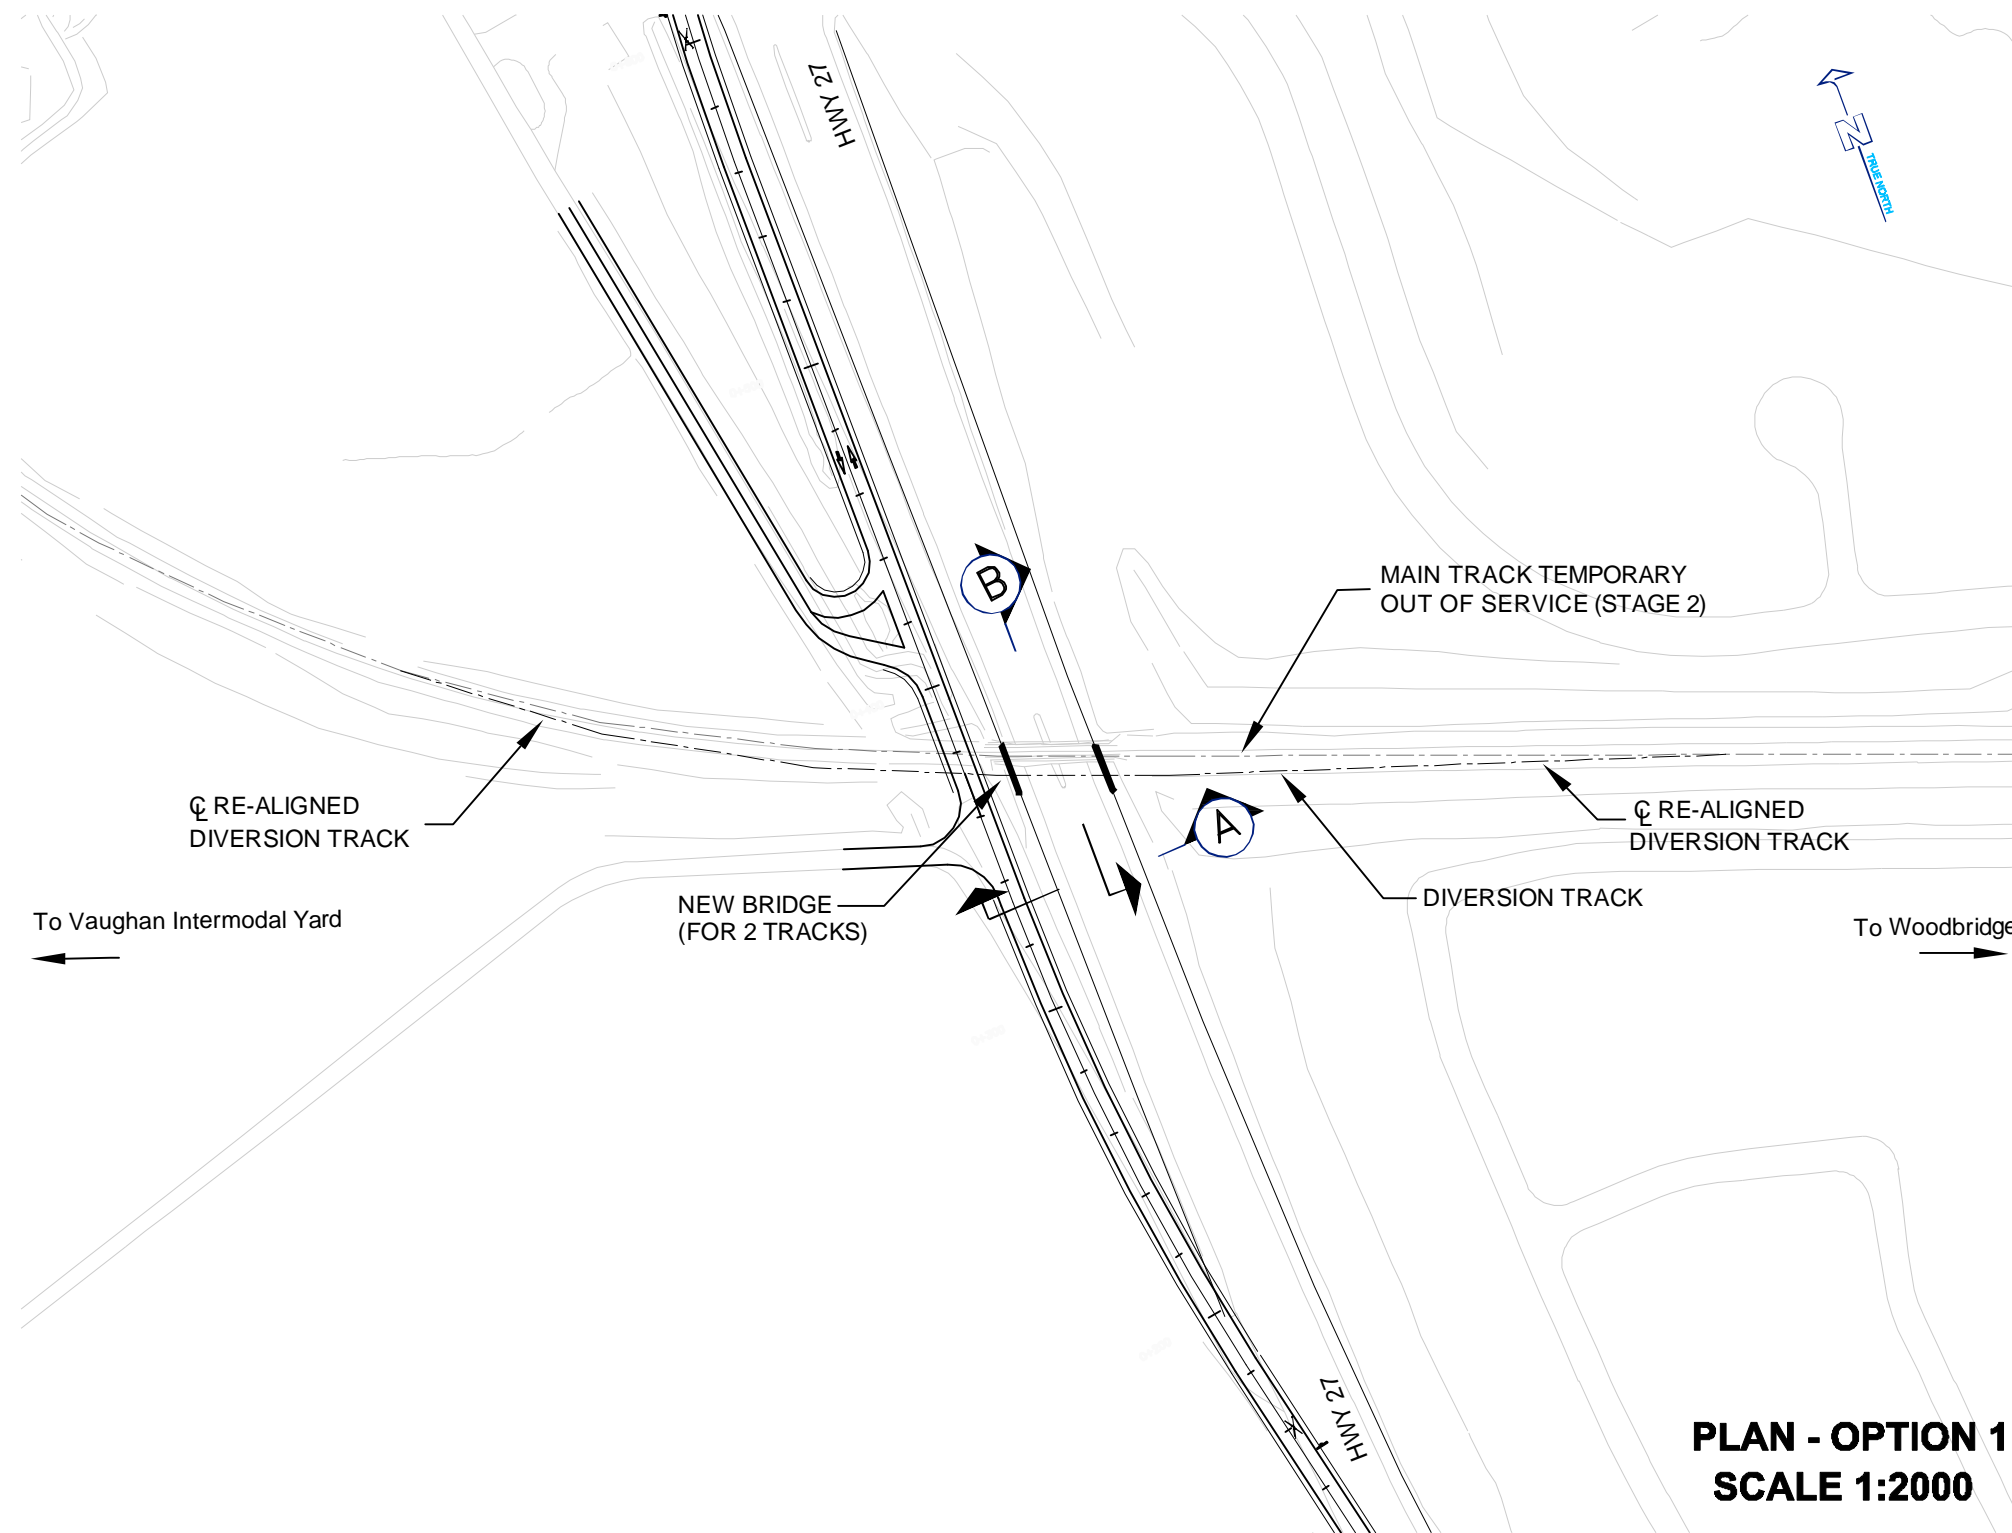 HWY 27
N
TRUE NORTH
B
MAIN TRACK TEMPORARY
OUT OF SERVICE (STAGE 2)
℄ RE-ALIGNED
DIVERSION TRACK
A
℄ RE-ALIGNED
DIVERSION TRACK
DIVERSION TRACK
NEW BRIDGE
(FOR 2 TRACKS)
To Vaughan Intermodal Yard
To Woodbridge
HWY 27
PLAN - OPTION 1
SCALE 1:2000